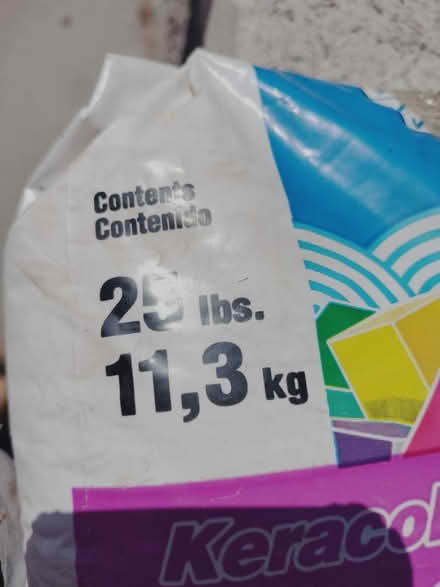 Contents
Contenido
25 lbs.
11,3 kg
Keracol